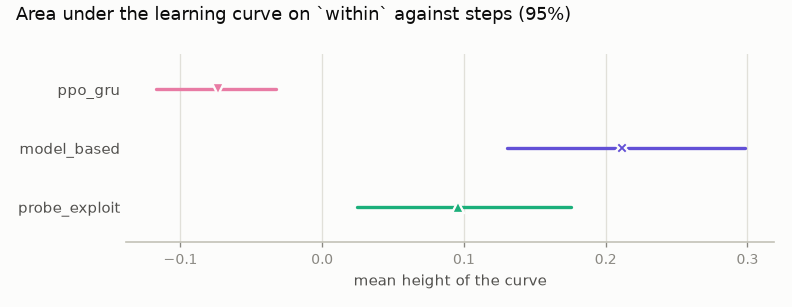 Area under the learning curve on `within` against steps (95%)
ppo_gru
model_based
probe_exploit
−0.1 0.0 0.1 0.2 0.3
mean height of the curve